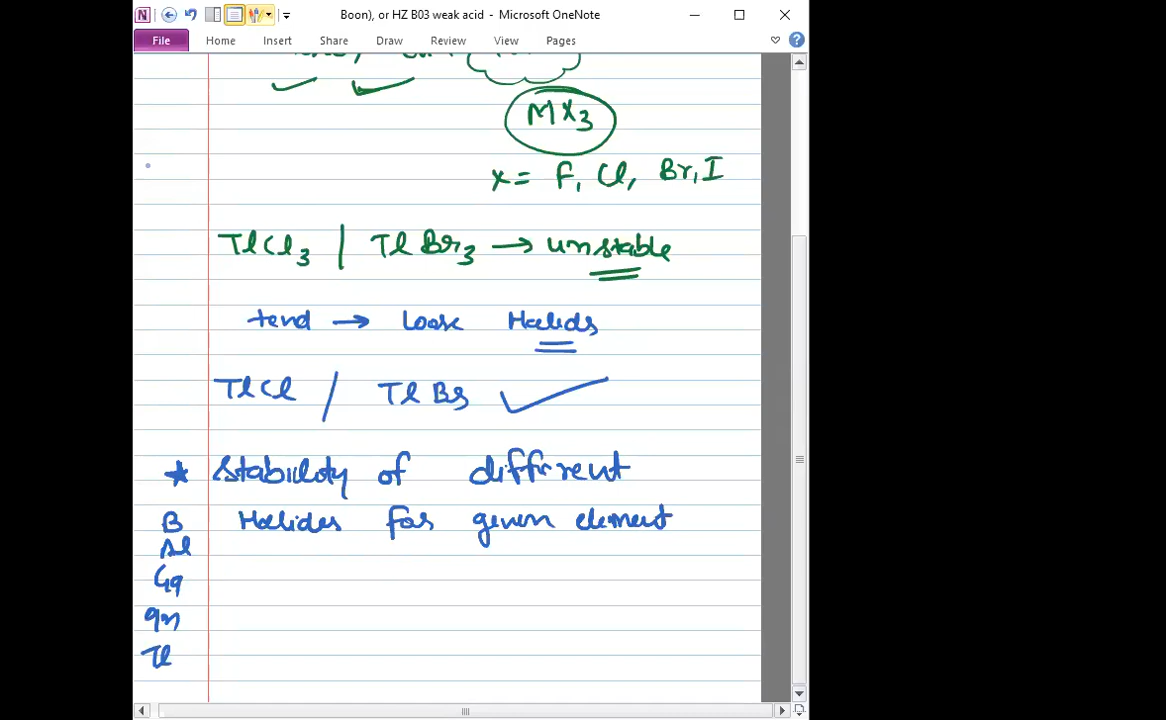 Boon), or HZ B03 weak acid - Microsoft OneNote
File Home Insert Share Draw Review View Pages
MX3
x = F, Cl, Br, I
TlCl3 | TlBr3 → unstable
tend → loose Halids
TlCl / TlBr
* Stability of different
B Halides for given element
Al
Ga
In
Tl